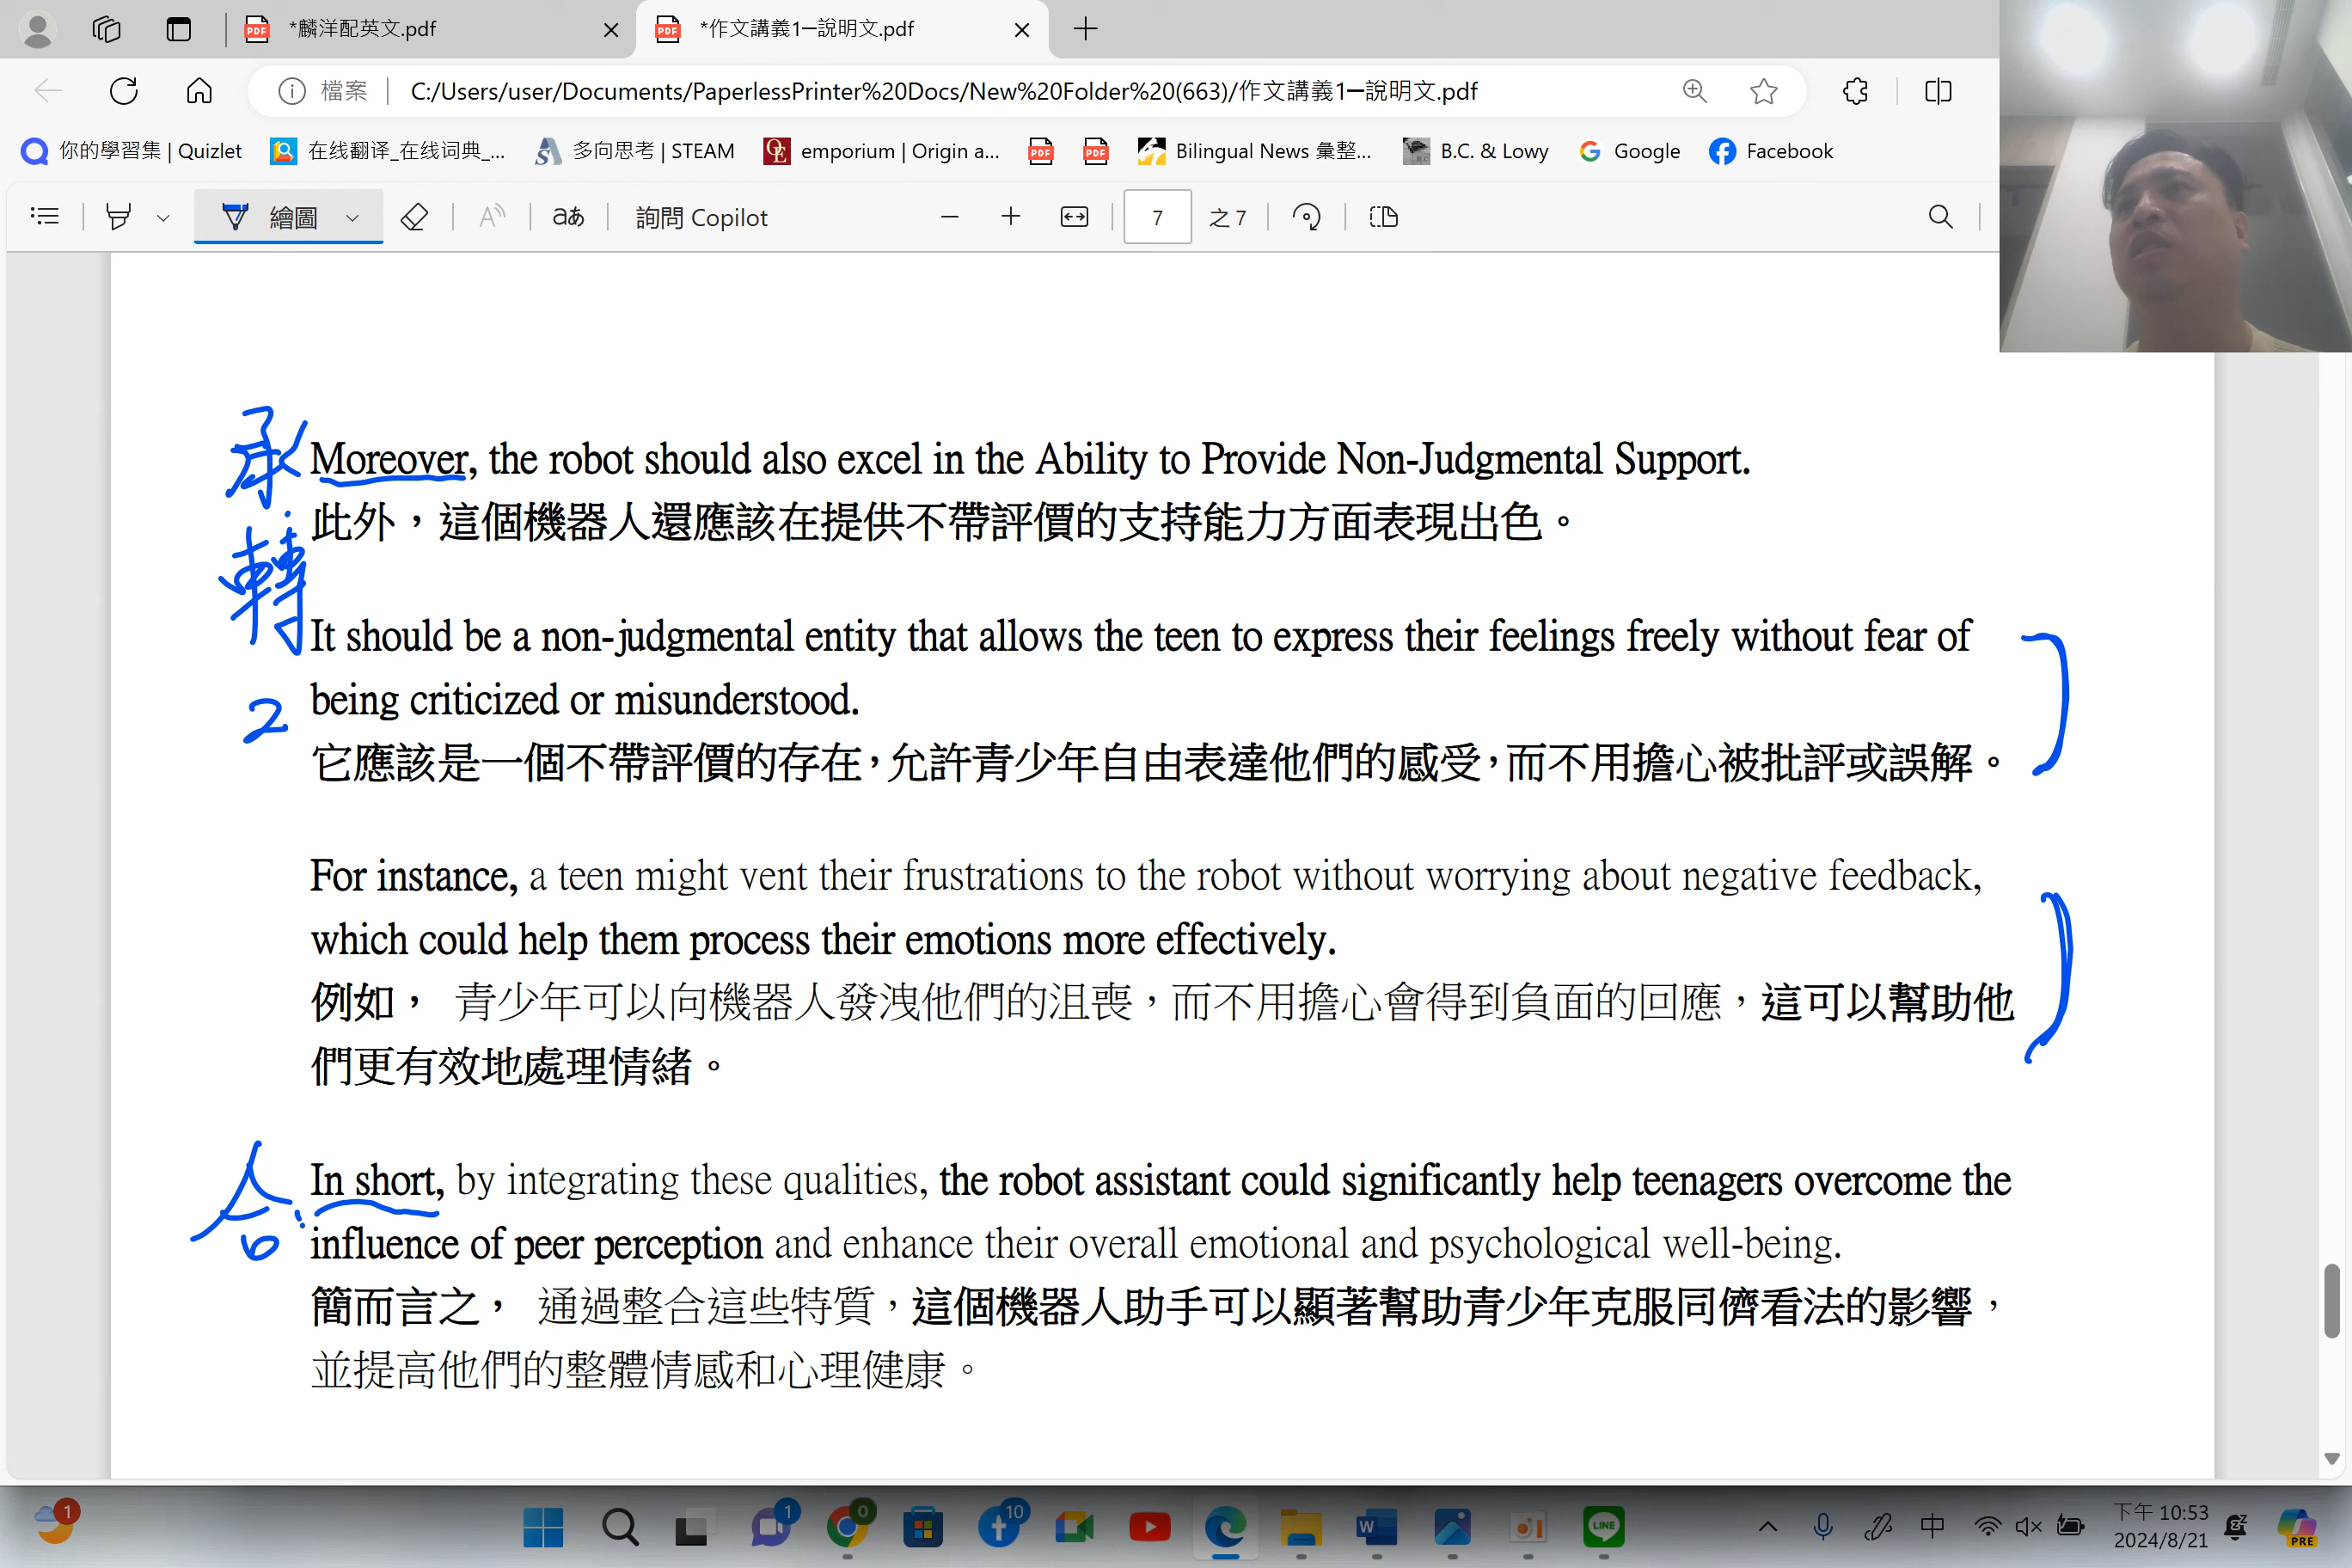 *麟洋配英文.pdf
*作文講義1一說明文.pdf
檔案
C:/Users/user/Documents/PaperlessPrinter%20Docs/New%20Folder%20(663)/作文講義1一說明文.pdf
你的學習集 | Quizlet
在线翻译_在线词典_...
多向思考 | STEAM
emporium | Origin a...
PDF
PDF
Bilingual News 彙整...
B.C. & Lowy
Google
Facebook
繪圖
aあ
詢問 Copilot
7
之 7
承
Moreover, the robot should also excel in the Ability to Provide Non-Judgmental Support.
此外，這個機器人還應該在提供不帶評價的支持能力方面表現出色。
轉
It should be a non-judgmental entity that allows the teen to express their feelings freely without fear of
2
being criticized or misunderstood.
它應該是一個不帶評價的存在，允許青少年自由表達他們的感受，而不用擔心被批評或誤解。
For instance, a teen might vent their frustrations to the robot without worrying about negative feedback,
which could help them process their emotions more effectively.
例如， 青少年可以向機器人發洩他們的沮喪，而不用擔心會得到負面的回應，這可以幫助他
們更有效地處理情緒。
合
In short, by integrating these qualities, the robot assistant could significantly help teenagers overcome the
influence of peer perception and enhance their overall emotional and psychological well-being.
簡而言之， 通過整合這些特質，這個機器人助手可以顯著幫助青少年克服同儕看法的影響，
並提高他們的整體情感和心理健康。
1
1
0
10
W
LINE
中
下午 10:53
2024/8/21
PRE